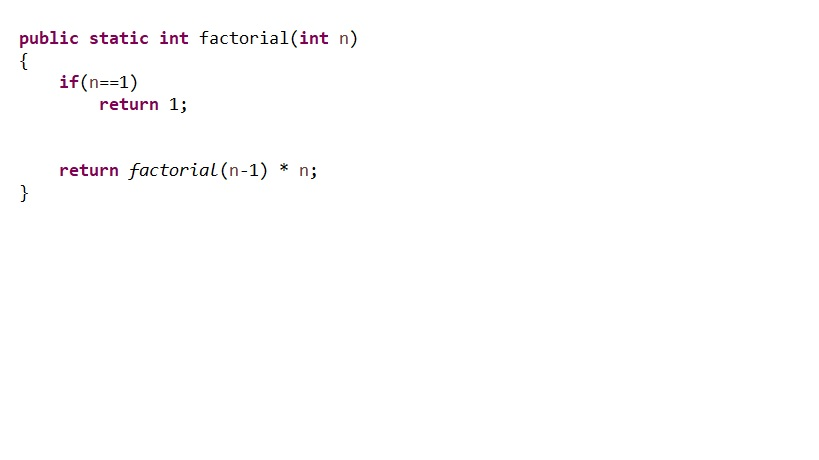 public static int factorial(int n)
{
    if(n==1)
        return 1;
    return factorial(n-1) * n;
}